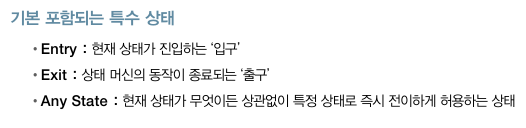 기본 포함되는 특수 상태
• Entry : 현재 상태가 진입하는 ‘입구’
• Exit : 상태 머신의 동작이 종료되는 ‘출구’
• Any State : 현재 상태가 무엇이든 상관없이 특정 상태로 즉시 전이하게 허용하는 상태